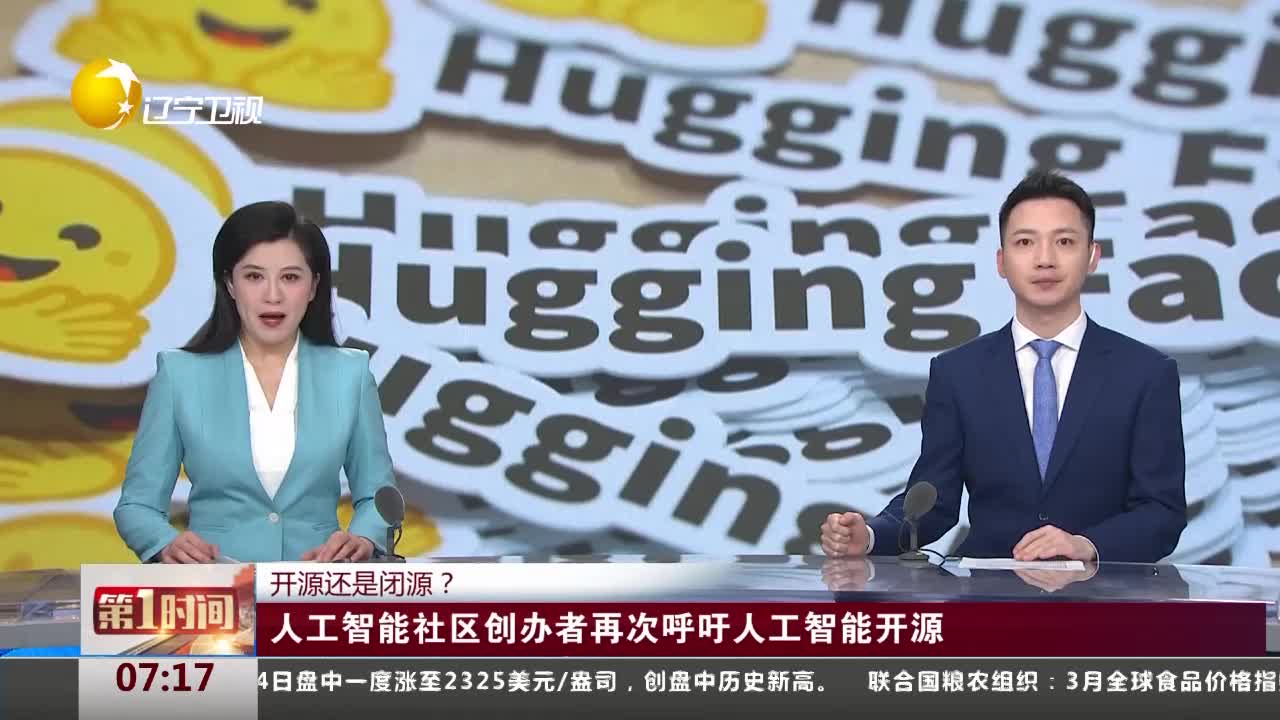 Huggi
Hugging F
Hugging Fa
Hugging Fac
Hugging
辽宁卫视
开源还是闭源？
第1时间
人工智能社区创办者再次呼吁人工智能开源
07:17
4日盘中一度涨至2325美元/盎司，创盘中历史新高。 联合国粮农组织：3月全球食品价格指